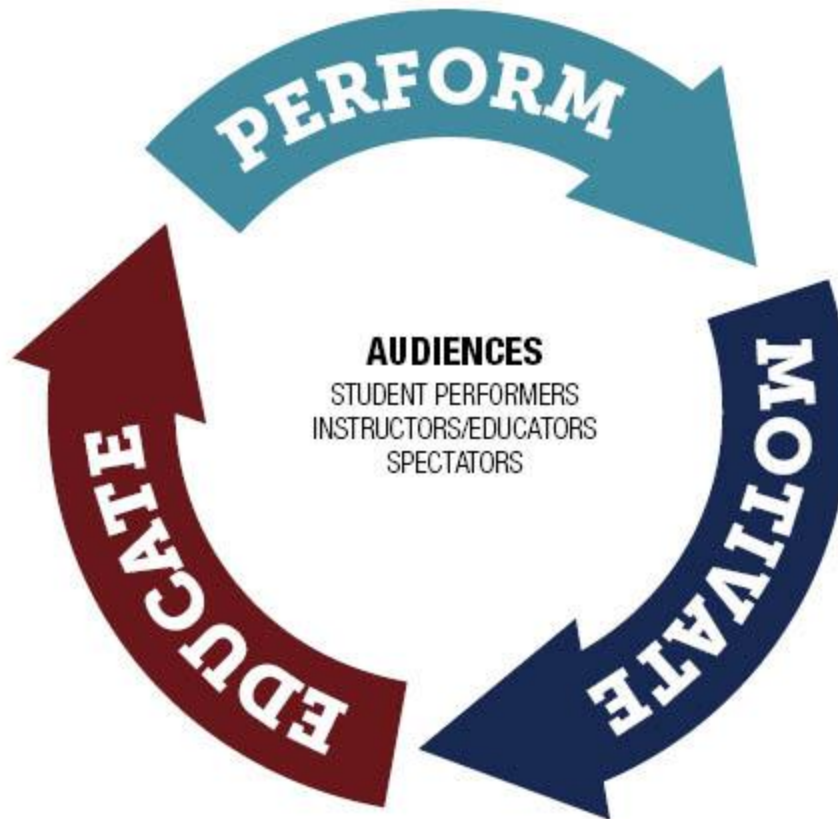 PERFORM
MOTIVATE
EDUCATE
AUDIENCES
STUDENT PERFORMERS
INSTRUCTORS/EDUCATORS
SPECTATORS